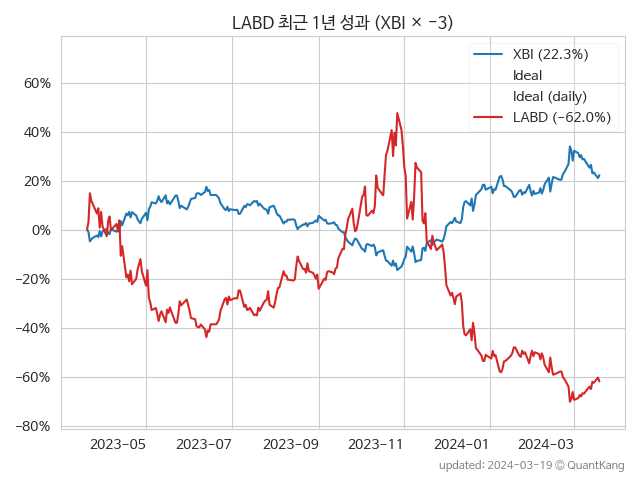 LABD 최근 1년 성과 (XBI × -3)
XBI (22.3%)
Ideal
Ideal (daily)
LABD (-62.0%)
60%
40%
20%
0%
-20%
-40%
-60%
-80%
2023-05 2023-07 2023-09 2023-11 2024-01 2024-03
updated: 2024-03-19 ⓒ QuantKang